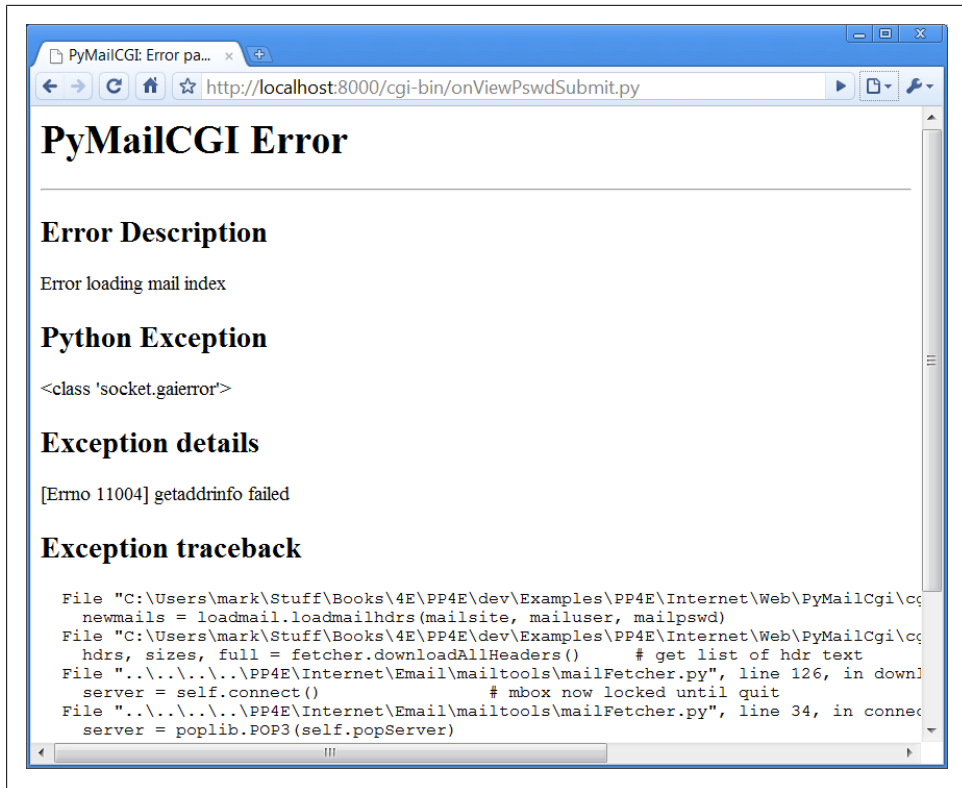 PyMailCGI: Error pa...
http://localhost:8000/cgi-bin/onViewPswdSubmit.py
PyMailCGI Error
Error Description
Error loading mail index
Python Exception
<class 'socket.gaierror'>
Exception details
[Errno 11004] getaddrinfo failed
Exception traceback
File "C:\Users\mark\Stuff\Books\4E\PP4E\dev\Examples\PP4E\Internet\Web\PyMailCgi\cg
newmails = loadmail.loadmailhdrs(mailsite, mailuser, mailpswd)
File "C:\Users\mark\Stuff\Books\4E\PP4E\dev\Examples\PP4E\Internet\Web\PyMailCgi\cg
hdrs, sizes, full = fetcher.downloadAllHeaders() # get list of hdr text
File "..\..\..\..\PP4E\Internet\Email\mailtools\mailFetcher.py", line 126, in downl
server = self.connect() # mbox now locked until quit
File "..\..\..\..\PP4E\Internet\Email\mailtools\mailFetcher.py", line 34, in connec
server = poplib.POP3(self.popServer)